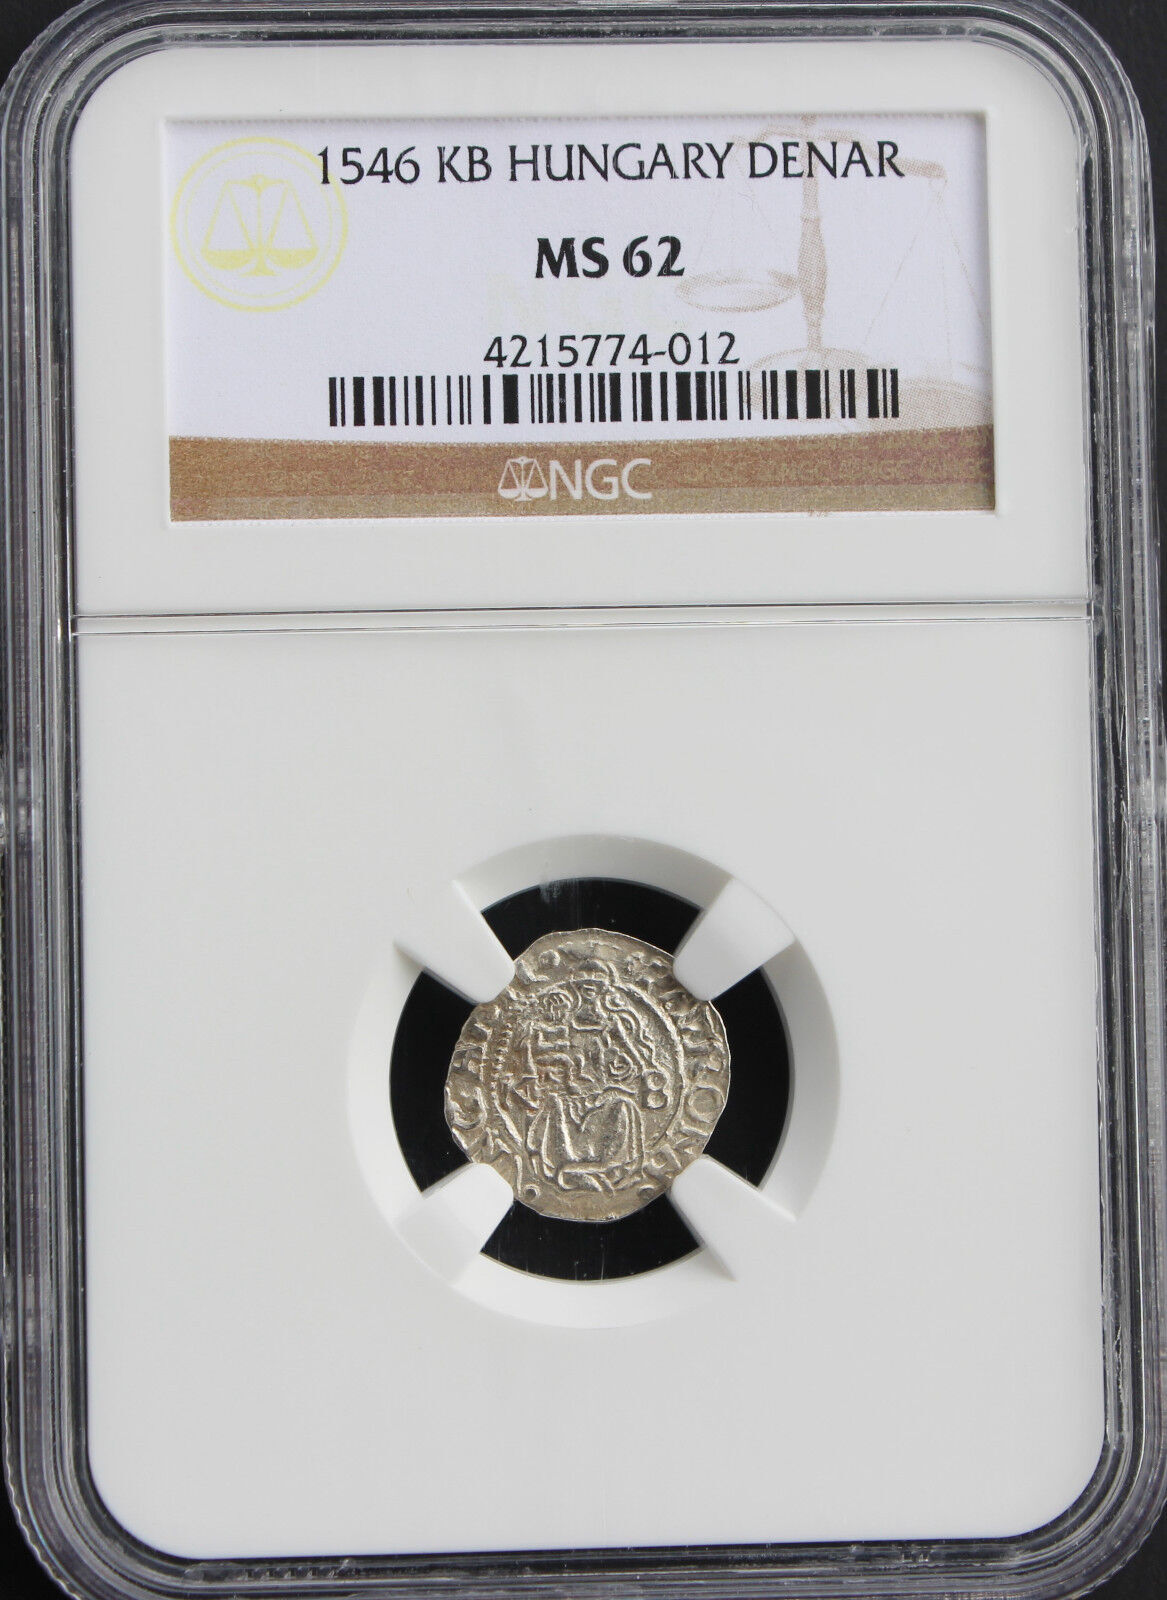 1546 KB HUNGARY DENAR
MS 62
4215774-012
NGC
K B